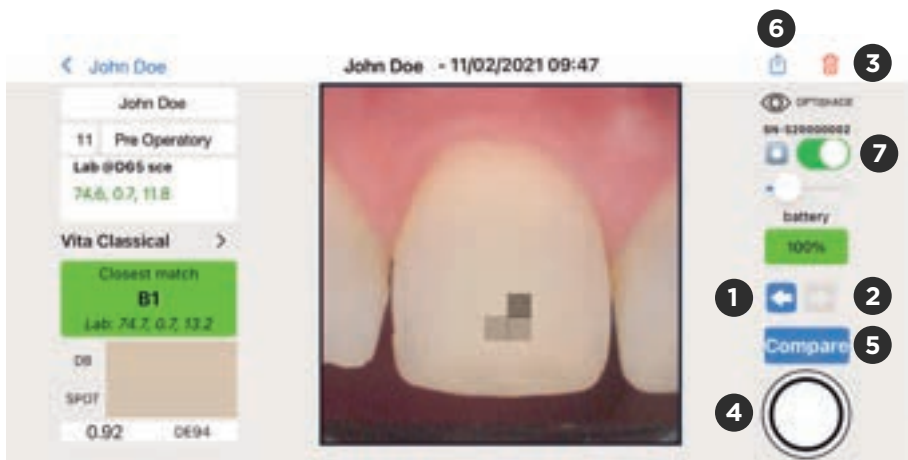 6
John Doe
John Doe - 11/02/2021 09:47
3
John Doe
OPTISHADE
11 Pre Operatory
SN-S20000002
Lab @D65 sce
7
74,6, 0,7, 11.8
battery
Vita Classical >
100%
Closest match
B1
1
2
Lab: 74.7, 0.7, 13.2
Compare 5
DB
SPOT
4
0.92 DE94